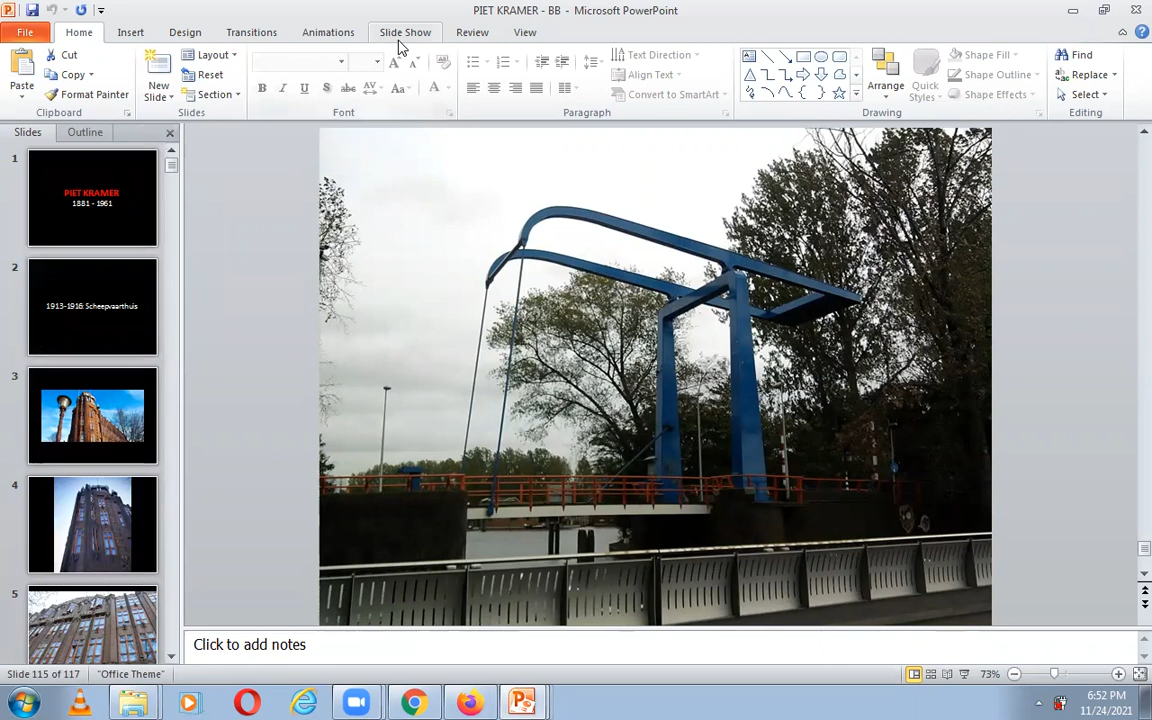 PIET KRAMER - BB - Microsoft PowerPoint
File Home Insert Design Transitions Animations Slide Show Review View
Paste
Cut
Copy
Format Painter
Clipboard
New
Slide
Layout
Reset
Section
Slides
B I U S abc AV Aa A
Font
Text Direction
Align Text
Convert to SmartArt
Paragraph
Arrange
Quick
Styles
Shape Fill
Shape Outline
Shape Effects
Drawing
Find
Replace
Select
Editing
Slides Outline
1
PIET KRAMER
1881 - 1961
2
1913-1916 Scheepvaarthuis
3
4
5
Click to add notes
Slide 115 of 117 "Office Theme" 73%
6:52 PM
11/24/2021